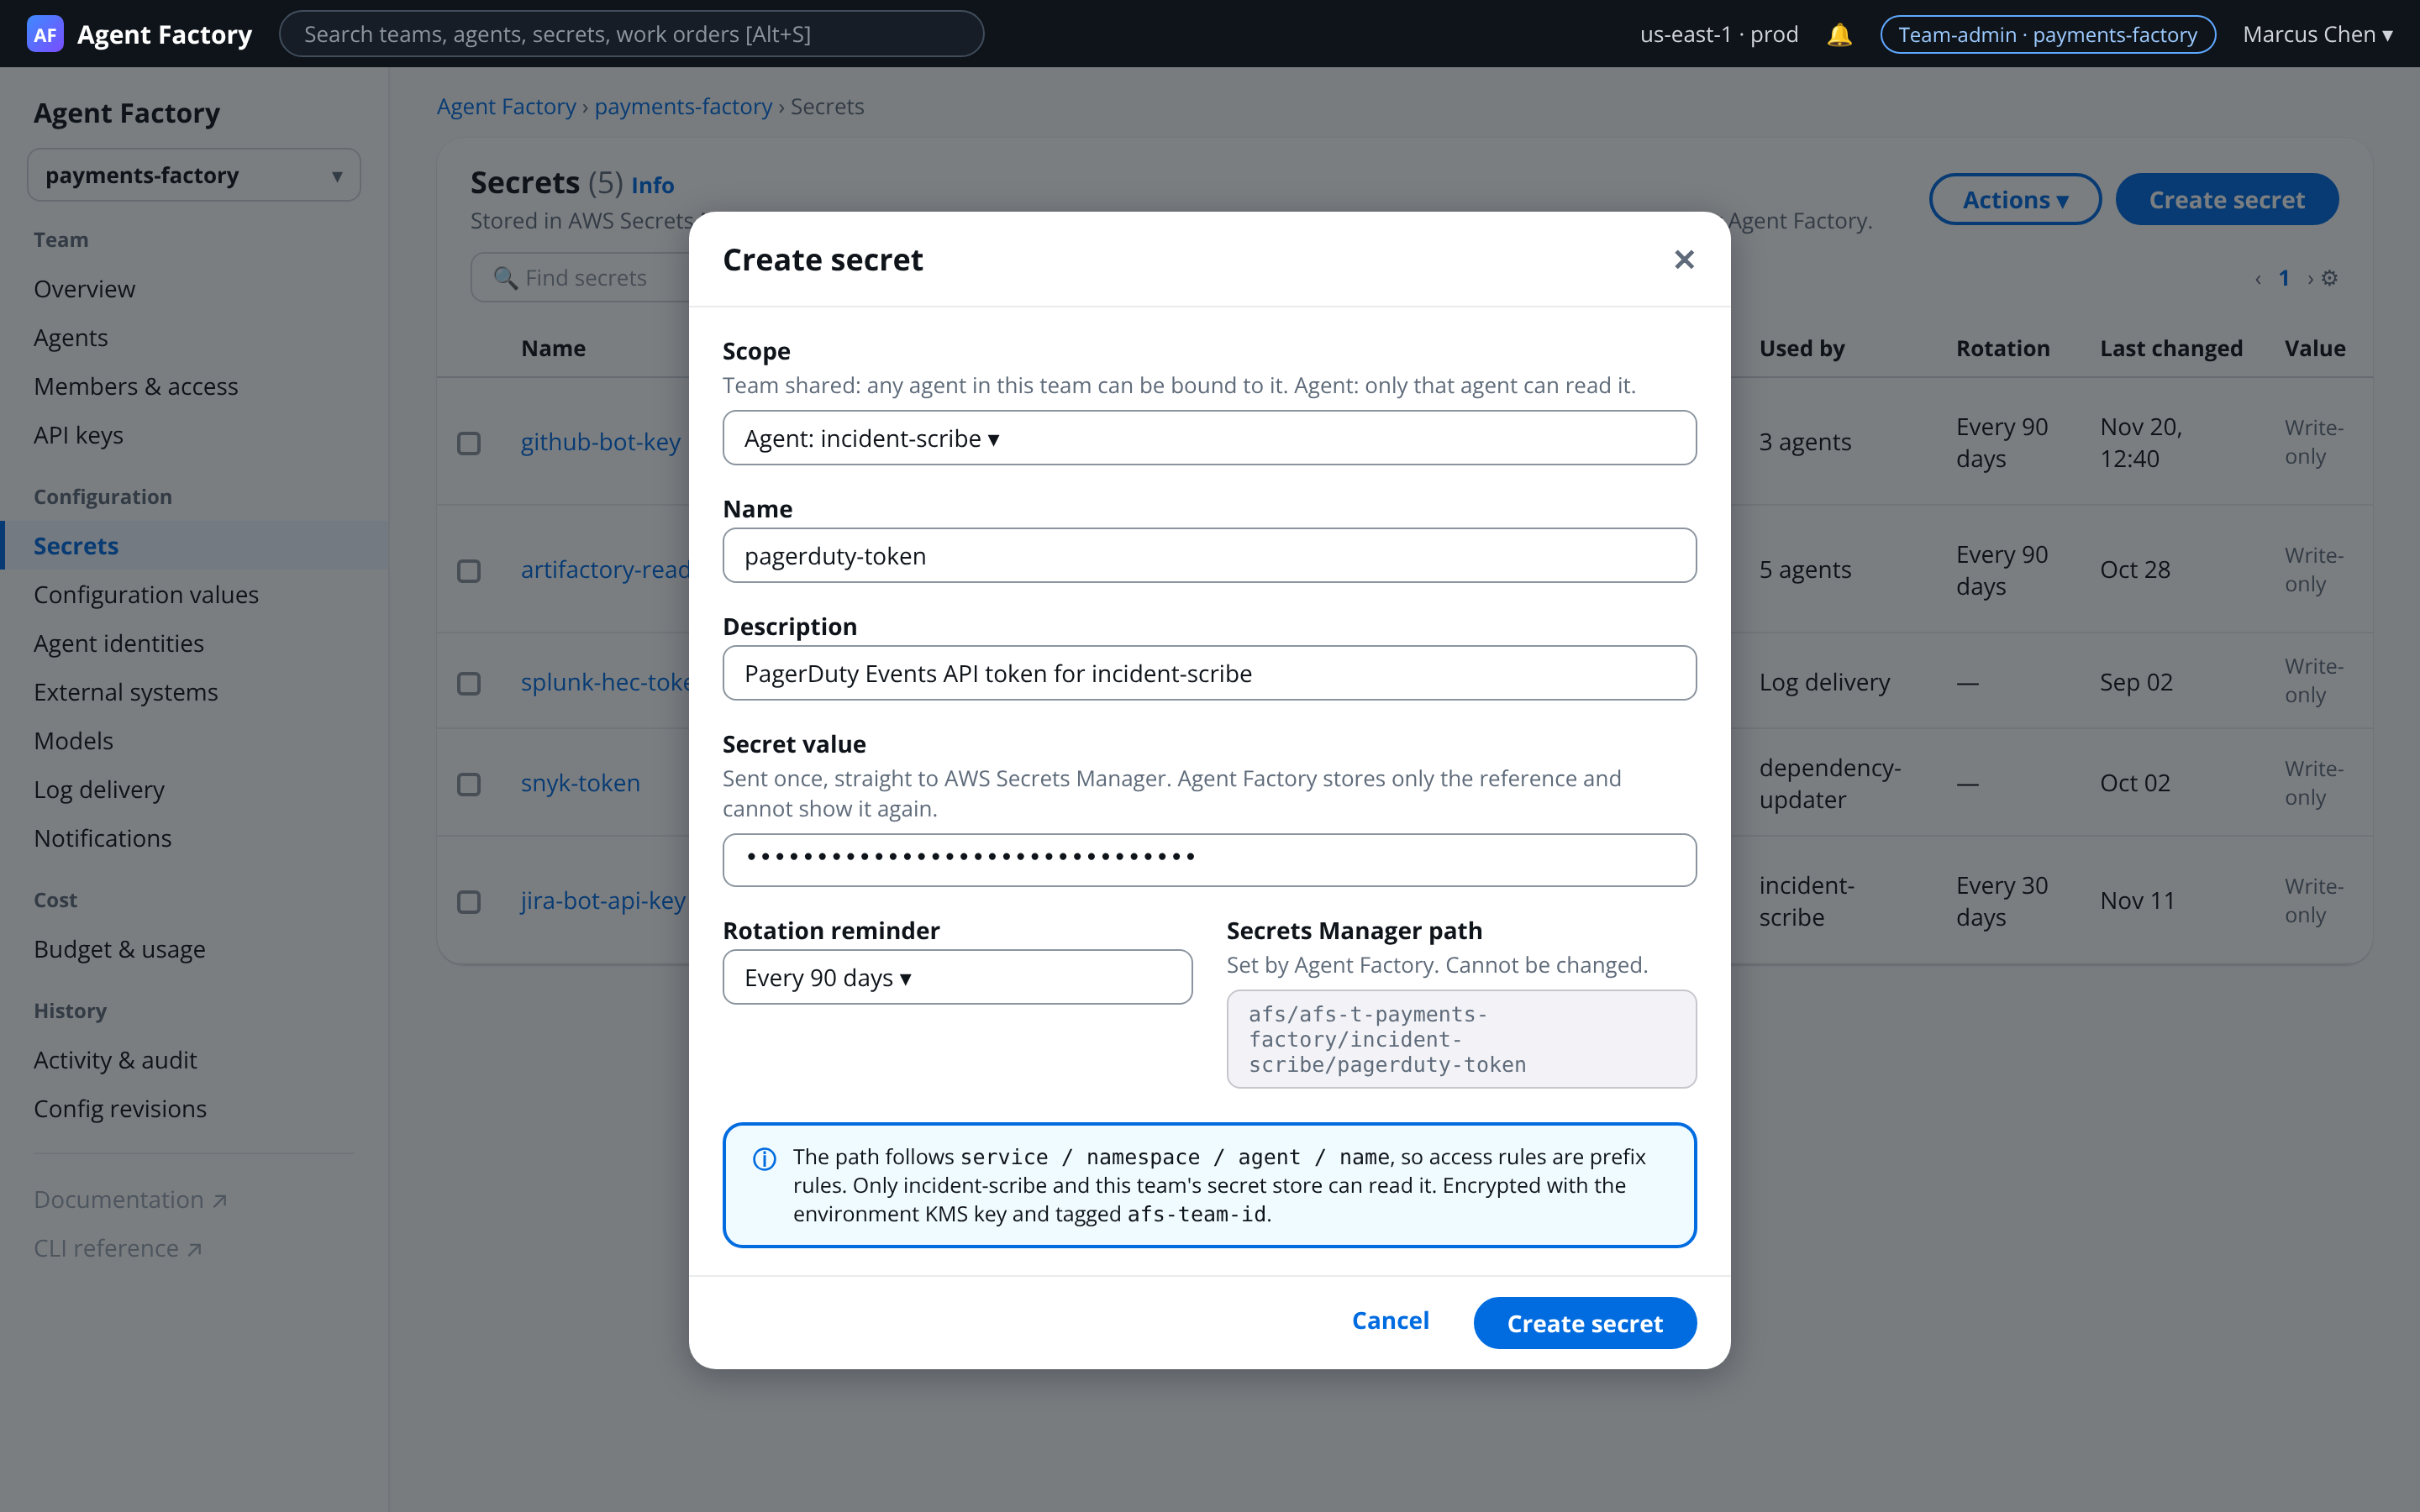 AF Agent Factory
Search teams, agents, secrets, work orders [Alt+S]
us-east-1 · prod
Team-admin · payments-factory
Marcus Chen ▾
Agent Factory
payments-factory ▾
Team
Overview
Agents
Members & access
API keys
Configuration
Secrets
Configuration values
Agent identities
External systems
Models
Log delivery
Notifications
Cost
Budget & usage
History
Activity & audit
Config revisions
Documentation ↗
CLI reference ↗
Agent Factory › payments-factory › Secrets
Secrets (5) Info
Stored in AWS Secrets
Agent Factory.
Actions ▾
Create secret
Find secrets
‹ 1 ›
Name
Used by
Rotation
Last changed
Value
github-bot-key
3 agents
Every 90
days
Nov 20,
12:40
Write-
only
artifactory-read
5 agents
Every 90
days
Oct 28
Write-
only
splunk-hec-toke
Log delivery
—
Sep 02
Write-
only
snyk-token
dependency-
updater
—
Oct 02
Write-
only
jira-bot-api-key
incident-
scribe
Every 30
days
Nov 11
Write-
only
Create secret
✕
Scope
Team shared: any agent in this team can be bound to it. Agent: only that agent can read it.
Agent: incident-scribe ▾
Name
pagerduty-token
Description
PagerDuty Events API token for incident-scribe
Secret value
Sent once, straight to AWS Secrets Manager. Agent Factory stores only the reference and
cannot show it again.
••••••••••••••••••••••••••••••••
Rotation reminder
Every 90 days ▾
Secrets Manager path
Set by Agent Factory. Cannot be changed.
afs/afs-t-payments-
factory/incident-
scribe/pagerduty-token
The path follows service / namespace / agent / name, so access rules are prefix
rules. Only incident-scribe and this team's secret store can read it. Encrypted with the
environment KMS key and tagged afs-team-id.
Cancel
Create secret